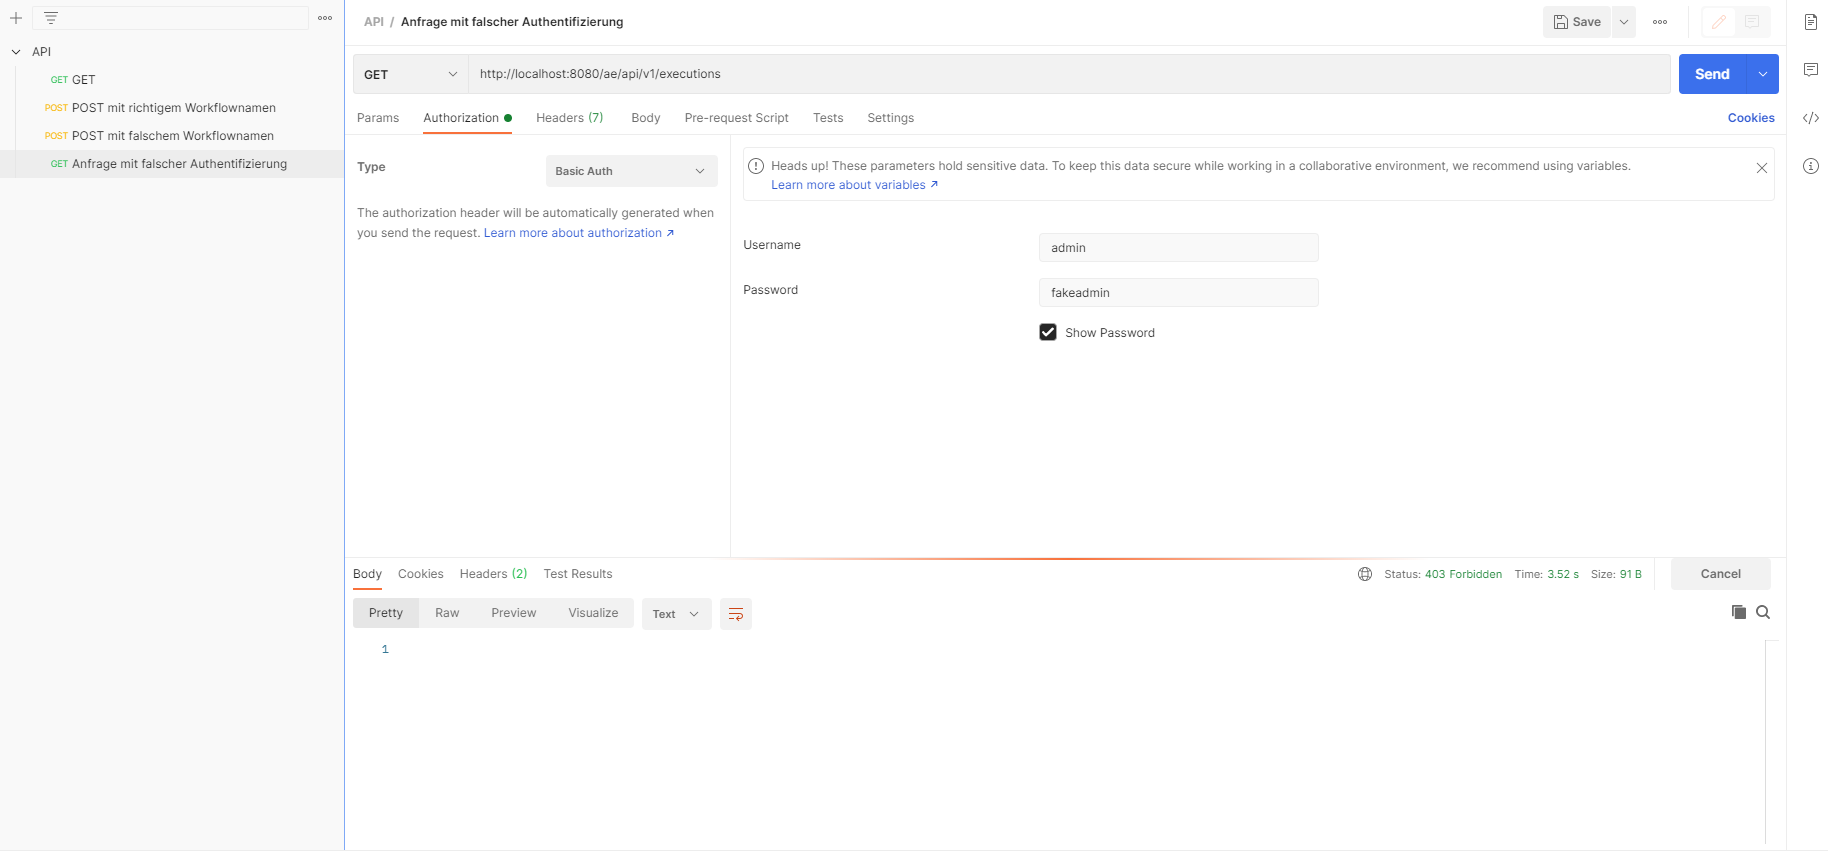 API
GET GET
POST POST mit richtigem Workflownamen
POST POST mit falschem Workflownamen
GET Anfrage mit falscher Authentifizierung
API / Anfrage mit falscher Authentifizierung
Save
GET http://localhost:8080/ae/api/v1/executions
Send
Params Authorization Headers (7) Body Pre-request Script Tests Settings
Cookies
Type
Basic Auth
The authorization header will be automatically generated when
you send the request. Learn more about authorization ↗
Heads up! These parameters hold sensitive data. To keep this data secure while working in a collaborative environment, we recommend using variables.
Learn more about variables ↗
Username
admin
Password
fakeadmin
Show Password
Body Cookies Headers (2) Test Results
Status: 403 Forbidden Time: 3.52 s Size: 91 B
Cancel
Pretty Raw Preview Visualize Text
1